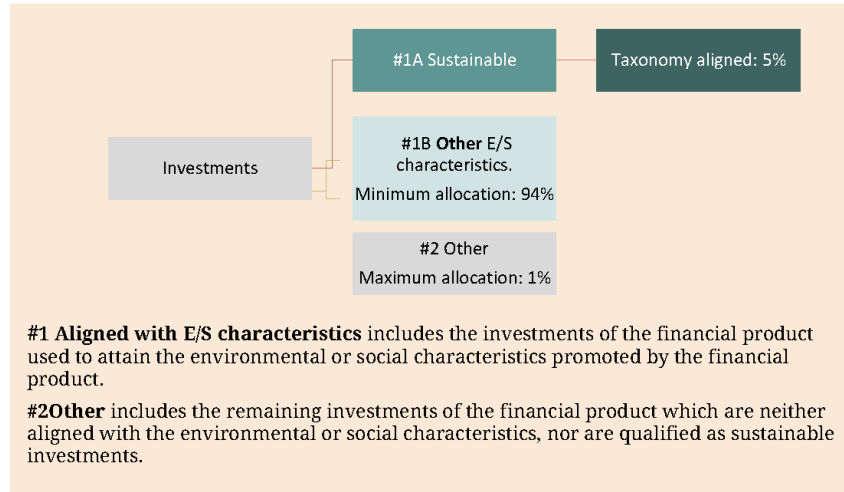 #1A Sustainable
Taxonomy aligned: 5%
Investments
#1B Other E/S
characteristics.
Minimum allocation: 94%
#2 Other
Maximum allocation: 1%
#1 Aligned with E/S characteristics includes the investments of the financial product
used to attain the environmental or social characteristics promoted by the financial
product.
#2Other includes the remaining investments of the financial product which are neither
aligned with the environmental or social characteristics, nor are qualified as sustainable
investments.